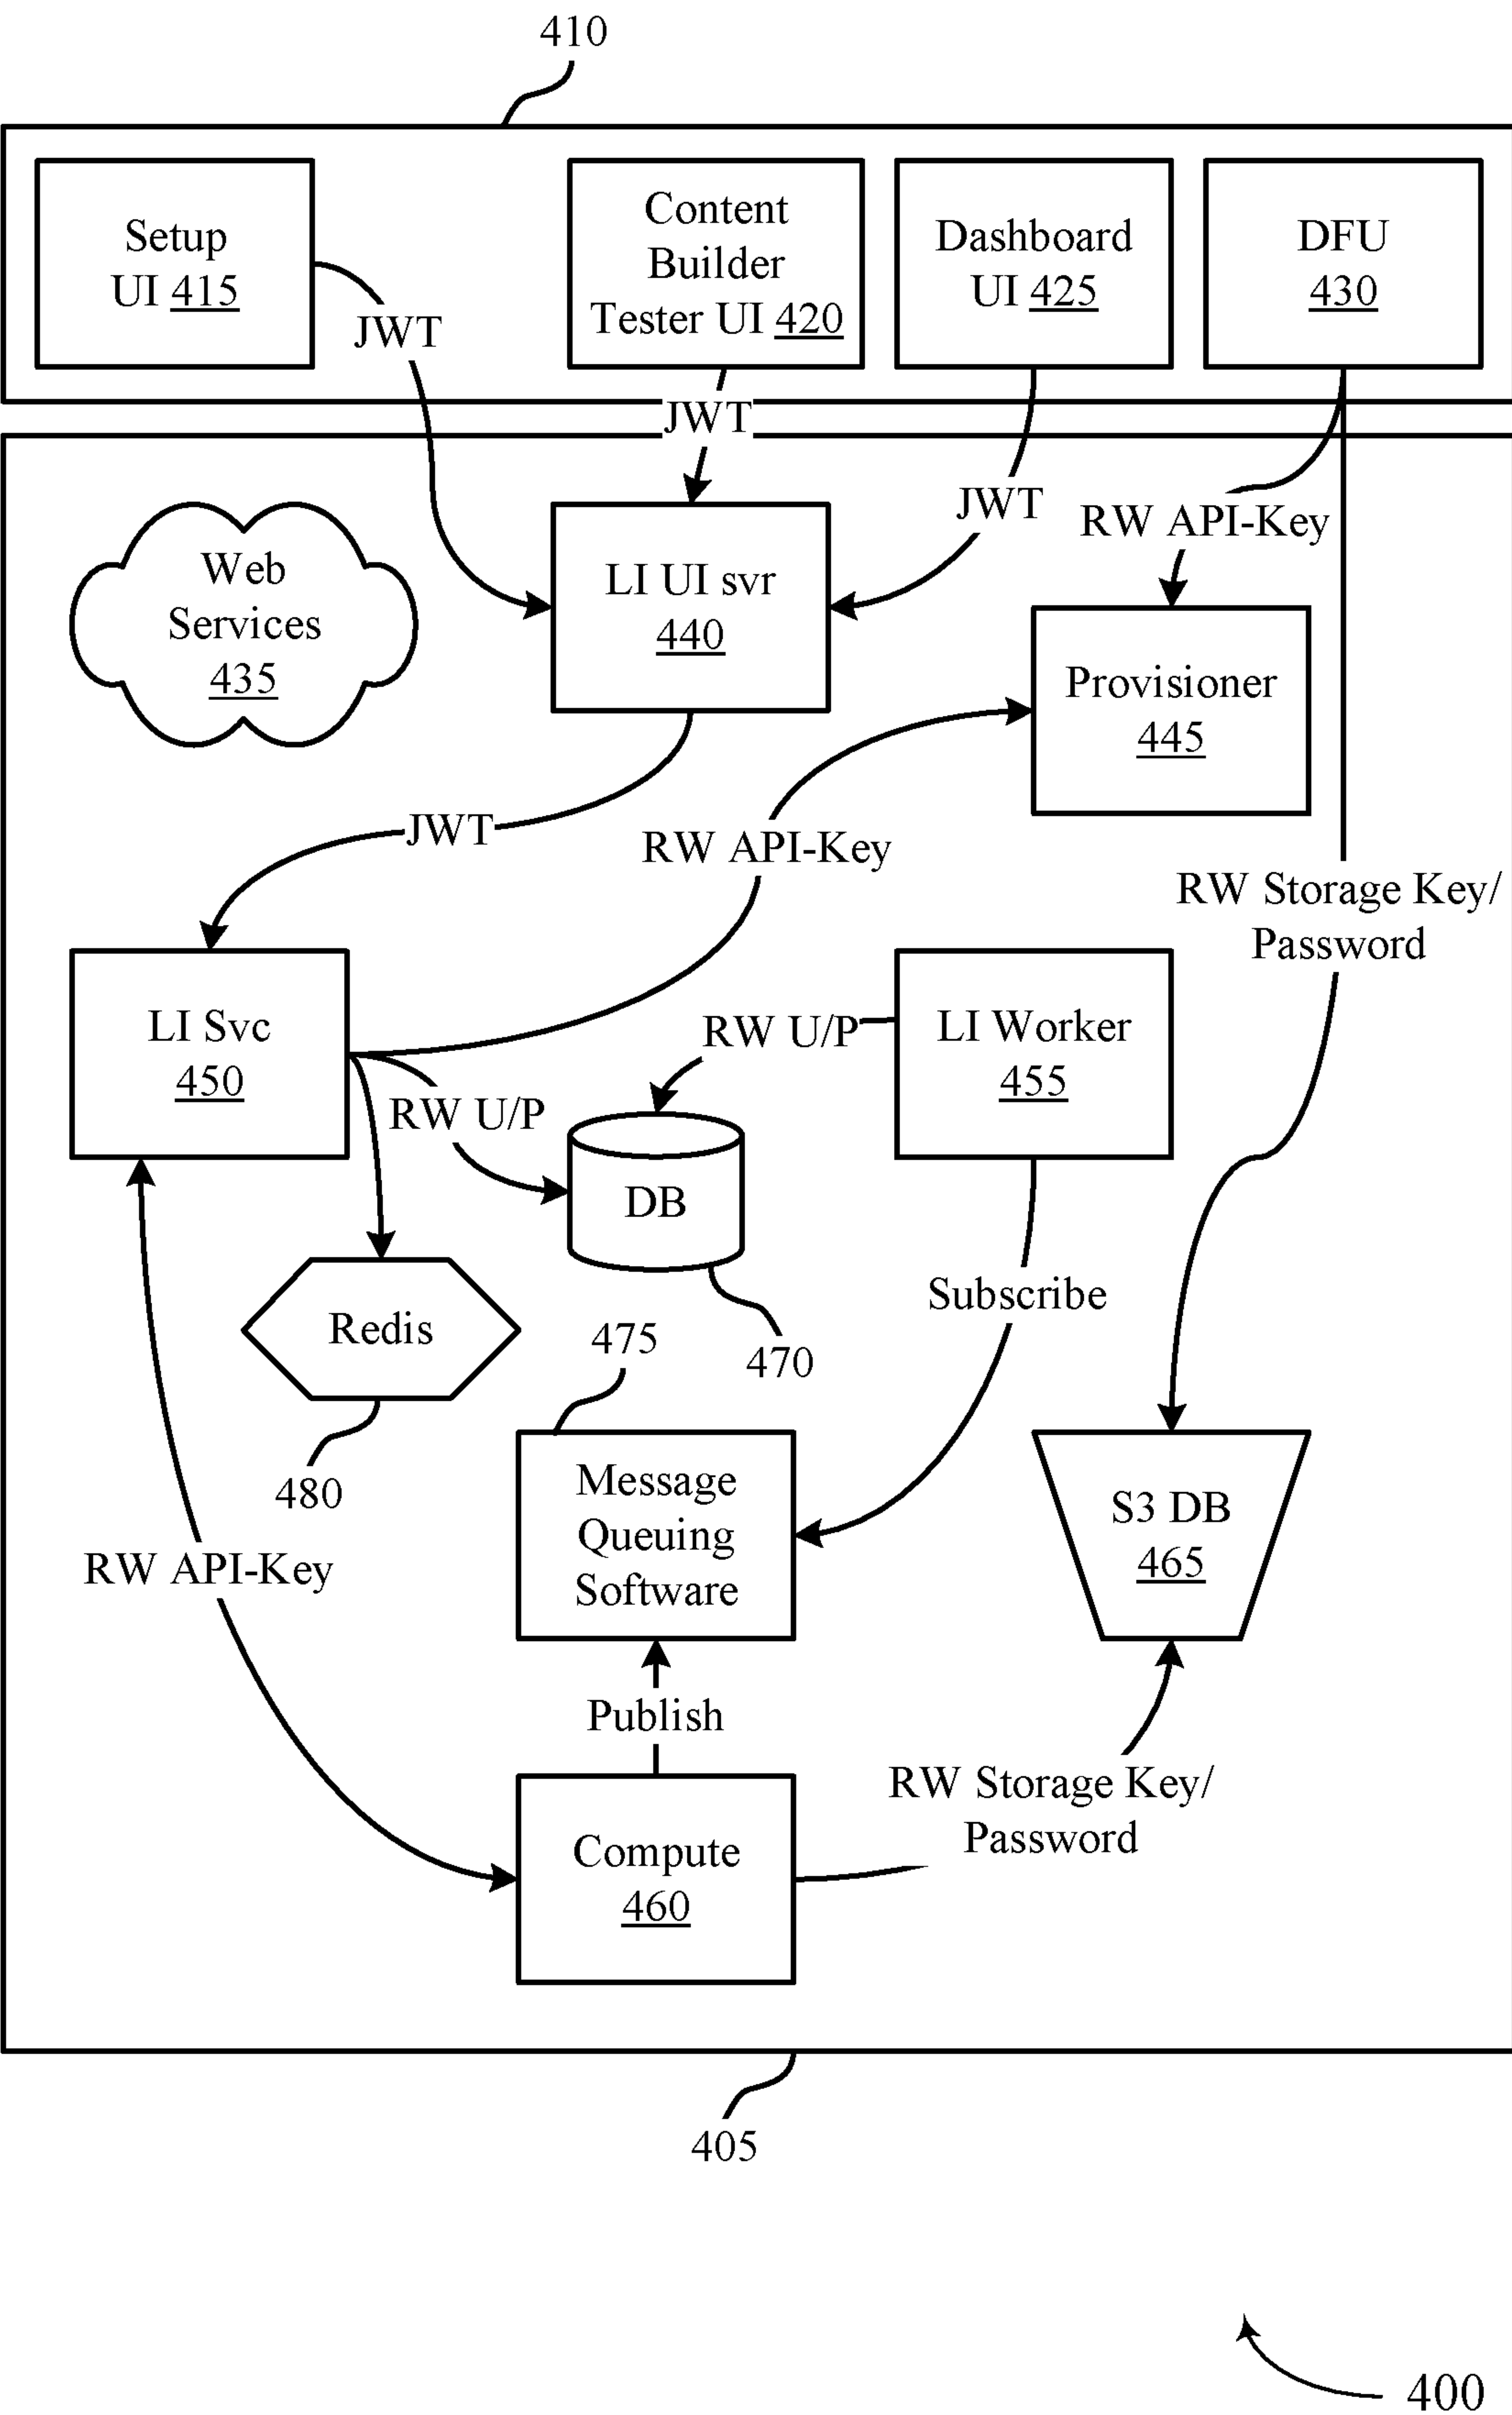 410
Setup
UI 415
Content
Builder
Tester UI 420
Dashboard
UI 425
DFU
430
JWT
JWT
JWT
RW API-Key
Web
Services
435
LI UI svr
440
Provisioner
445
JWT
RW API-Key
RW Storage Key/
Password
LI Svc
450
RW U/P
LI Worker
455
RW U/P
DB
Subscribe
Redis
475
470
480
Message
Queuing
Software
S3 DB
465
RW API-Key
Publish
RW Storage Key/
Password
Compute
460
405
400